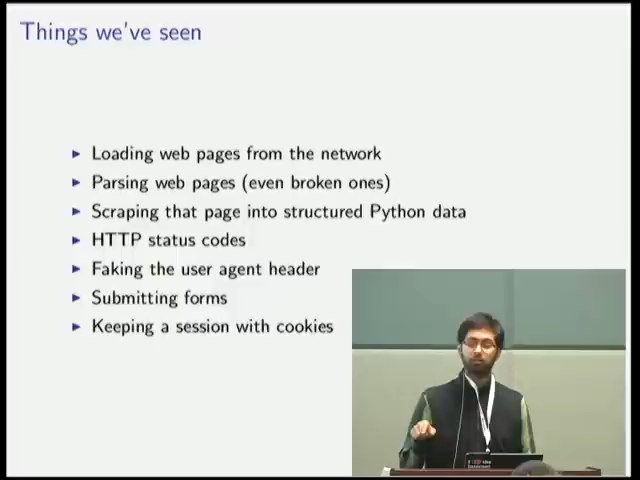 Things we've seen
Loading web pages from the network
Parsing web pages (even broken ones)
Scraping that page into structured Python data
HTTP status codes
Faking the user agent header
Submitting forms
Keeping a session with cookies